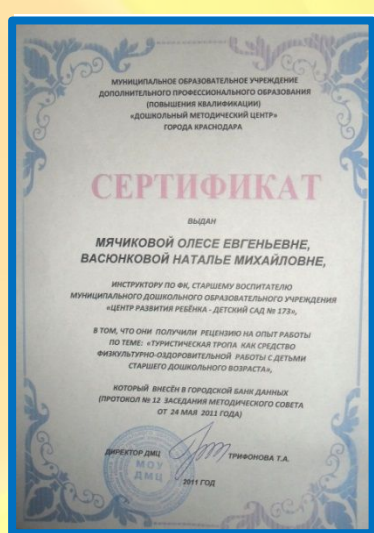 МУНИЦИПАЛЬНОЕ ОБРАЗОВАТЕЛЬНОЕ УЧРЕЖДЕНИЕ
ДОПОЛНИТЕЛЬНОГО ПРОФЕССИОНАЛЬНОГО ОБРАЗОВАНИЯ
(ПОВЫШЕНИЯ КВАЛИФИКАЦИИ)
«ДОШКОЛЬНЫЙ МЕТОДИЧЕСКИЙ ЦЕНТР»
ГОРОДА КРАСНОДАРА
СЕРТИФИКАТ
ВЫДАН
МЯЧИКОВОЙ ОЛЕСЕ ЕВГЕНЬЕВНЕ,
ВАСЮНКОВОЙ НАТАЛЬЕ МИХАЙЛОВНЕ,
ИНСТРУКТОРУ ПО ФК, СТАРШЕМУ ВОСПИТАТЕЛЮ
МУНИЦИПАЛЬНОГО ДОШКОЛЬНОГО ОБРАЗОВАТЕЛЬНОГО УЧРЕЖДЕНИЯ
«ЦЕНТР РАЗВИТИЯ РЕБЁНКА - ДЕТСКИЙ САД № 173»,
В ТОМ, ЧТО ОНИ ПОЛУЧИЛИ РЕЦЕНЗИЮ НА ОПЫТ РАБОТЫ
ПО ТЕМЕ: «ТУРИСТИЧЕСКАЯ ТРОПА КАК СРЕДСТВО
ФИЗКУЛЬТУРНО-ОЗДОРОВИТЕЛЬНОЙ РАБОТЫ С ДЕТЬМИ
СТАРШЕГО ДОШКОЛЬНОГО ВОЗРАСТА»,
КОТОРЫЙ ВНЕСЁН В ГОРОДСКОЙ БАНК ДАННЫХ
(ПРОТОКОЛ № 12 ЗАСЕДАНИЯ МЕТОДИЧЕСКОГО СОВЕТА
ОТ 24 МАЯ 2011 ГОДА)
ДИРЕКТОР ДМЦ ТРИФОНОВА Т.А.
МОУ
ДМЦ
2011 ГОД